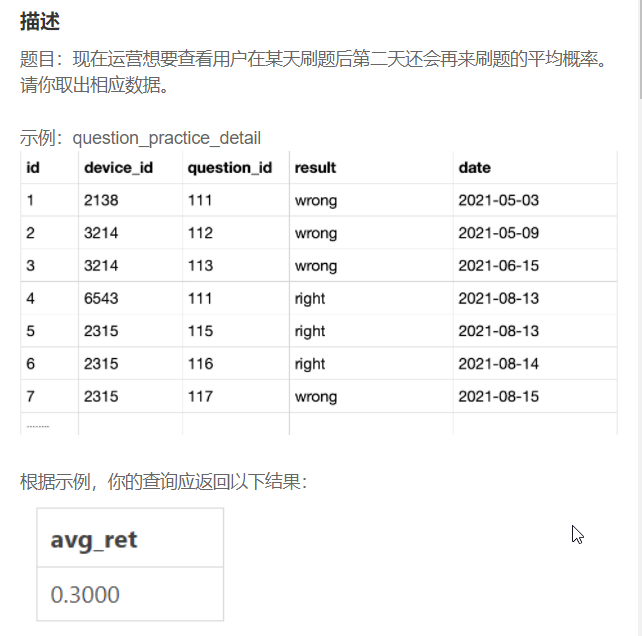 描述
题目：现在运营想要查看用户在某天刷题后第二天还会再来刷题的平均概率。
请你取出相应数据。
示例：question_practice_detail
id device_id question_id result date
1 2138 111 wrong 2021-05-03
2 3214 112 wrong 2021-05-09
3 3214 113 wrong 2021-06-15
4 6543 111 right 2021-08-13
5 2315 115 right 2021-08-13
6 2315 116 right 2021-08-14
7 2315 117 wrong 2021-08-15
........
根据示例，你的查询应返回以下结果：
avg_ret
0.3000